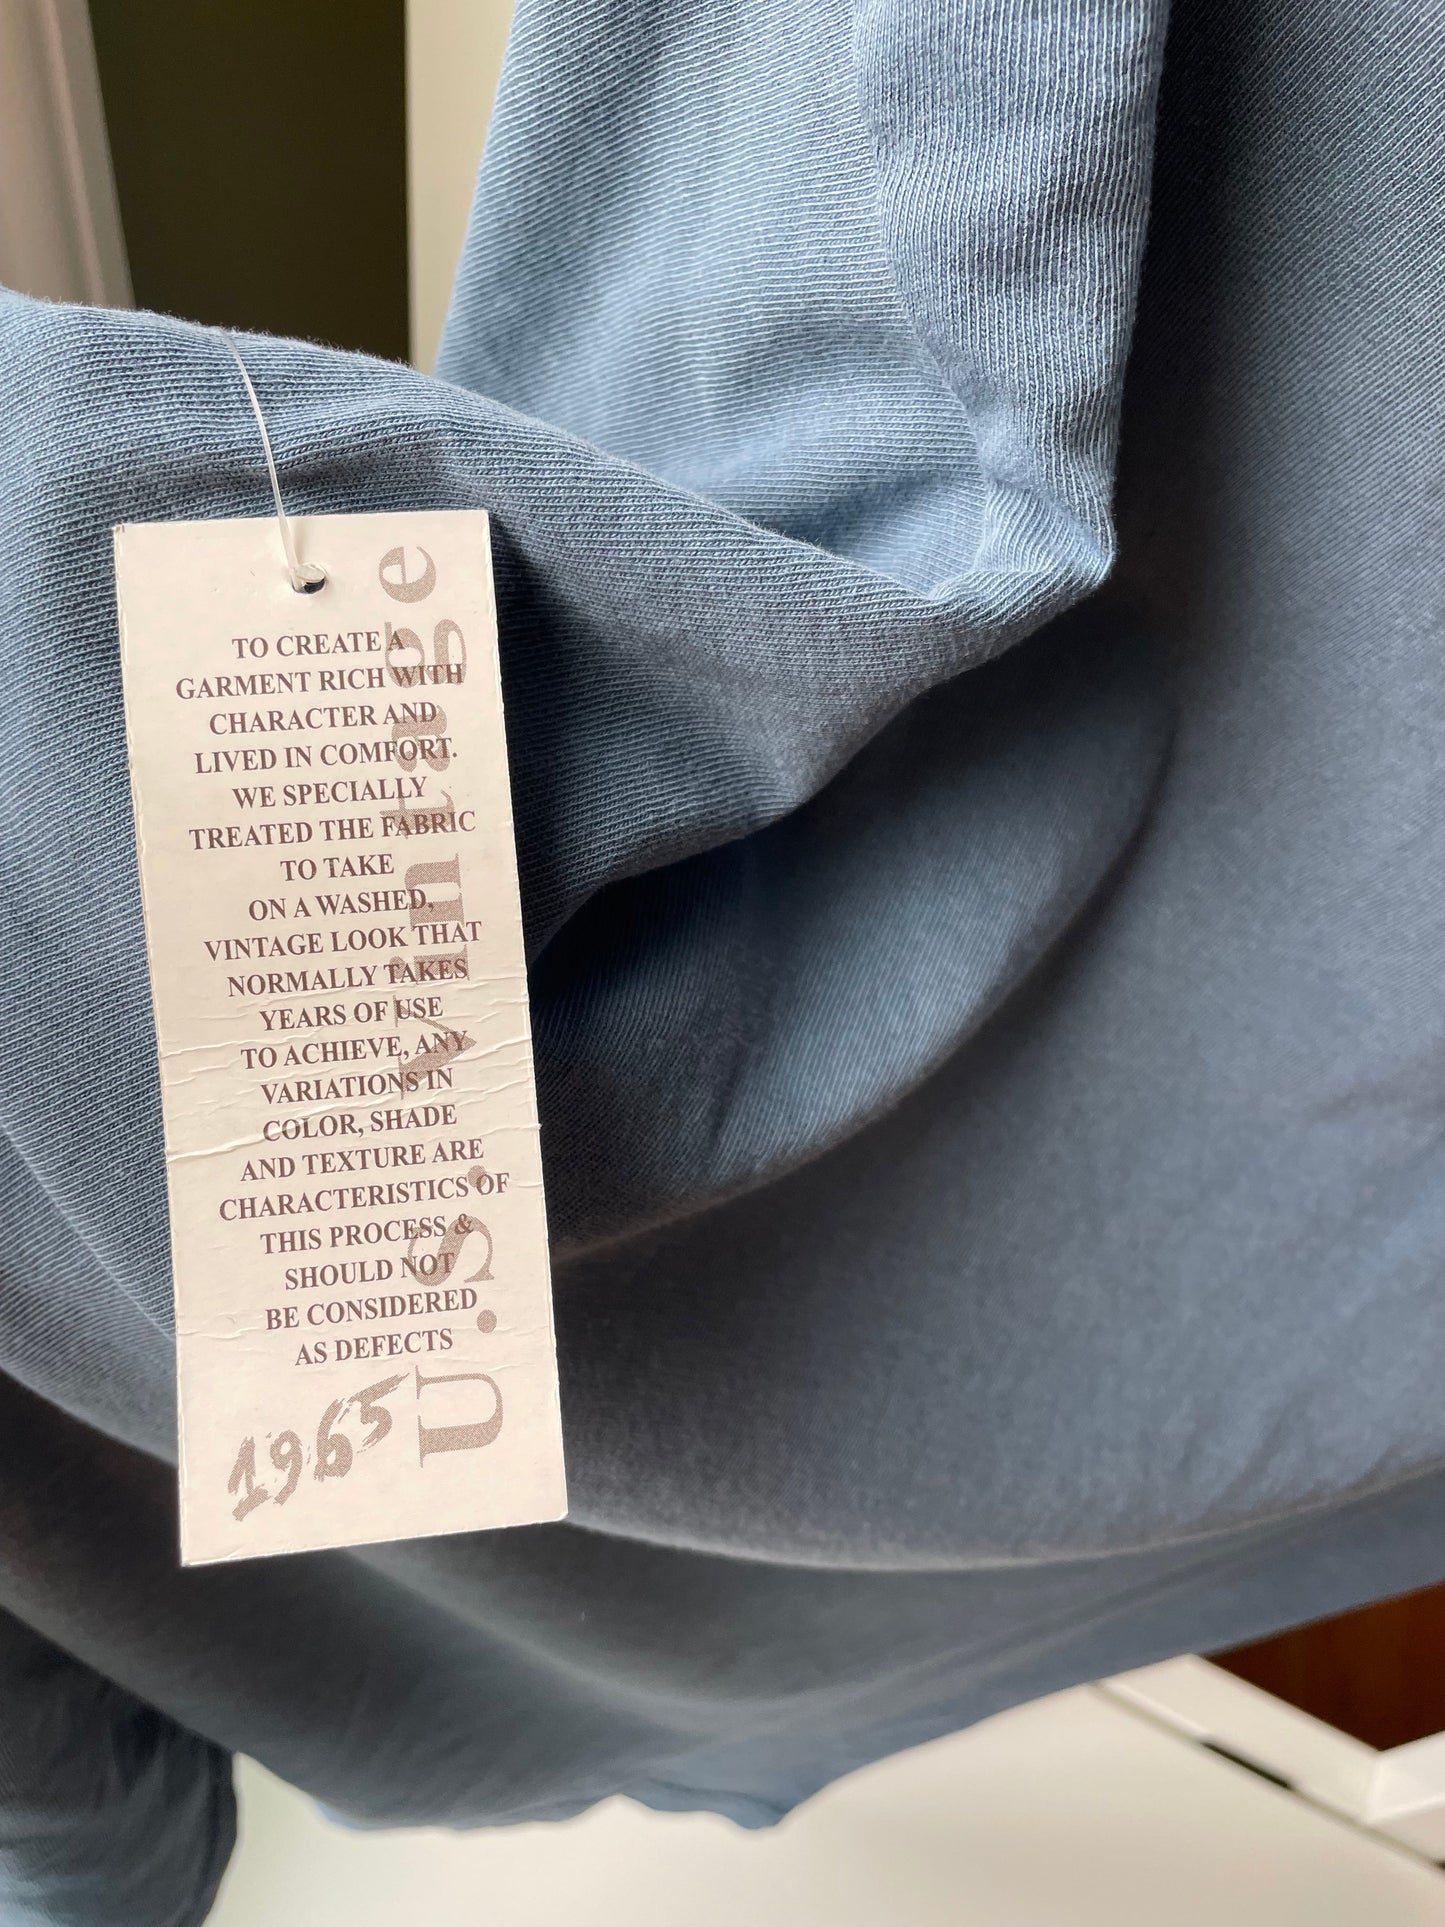 TO CREATE A
GARMENT RICH WITH
CHARACTER AND
LIVED IN COMFORT.
WE SPECIALLY
TREATED THE FABRIC
TO TAKE
ON A WASHED,
VINTAGE LOOK THAT
NORMALLY TAKES
YEARS OF USE
TO ACHIEVE, ANY
VARIATIONS IN
COLOR, SHADE
AND TEXTURE ARE
CHARACTERISTICS OF
THIS PROCESS &
SHOULD NOT
BE CONSIDERED
AS DEFECTS
1965
U.S. Vintage